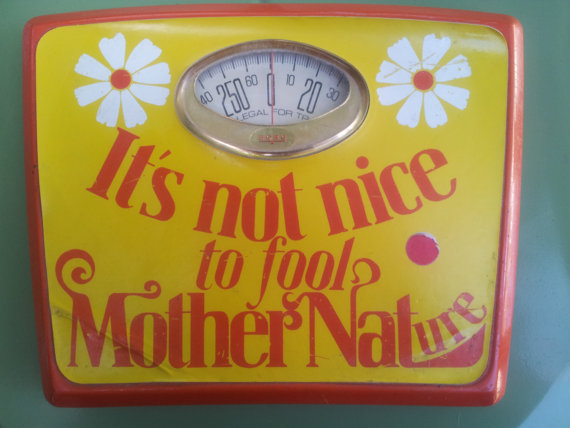 40 250 60 0 10 20 30
LEGAL FOR TR
It's not nice
to fool
Mother Nature